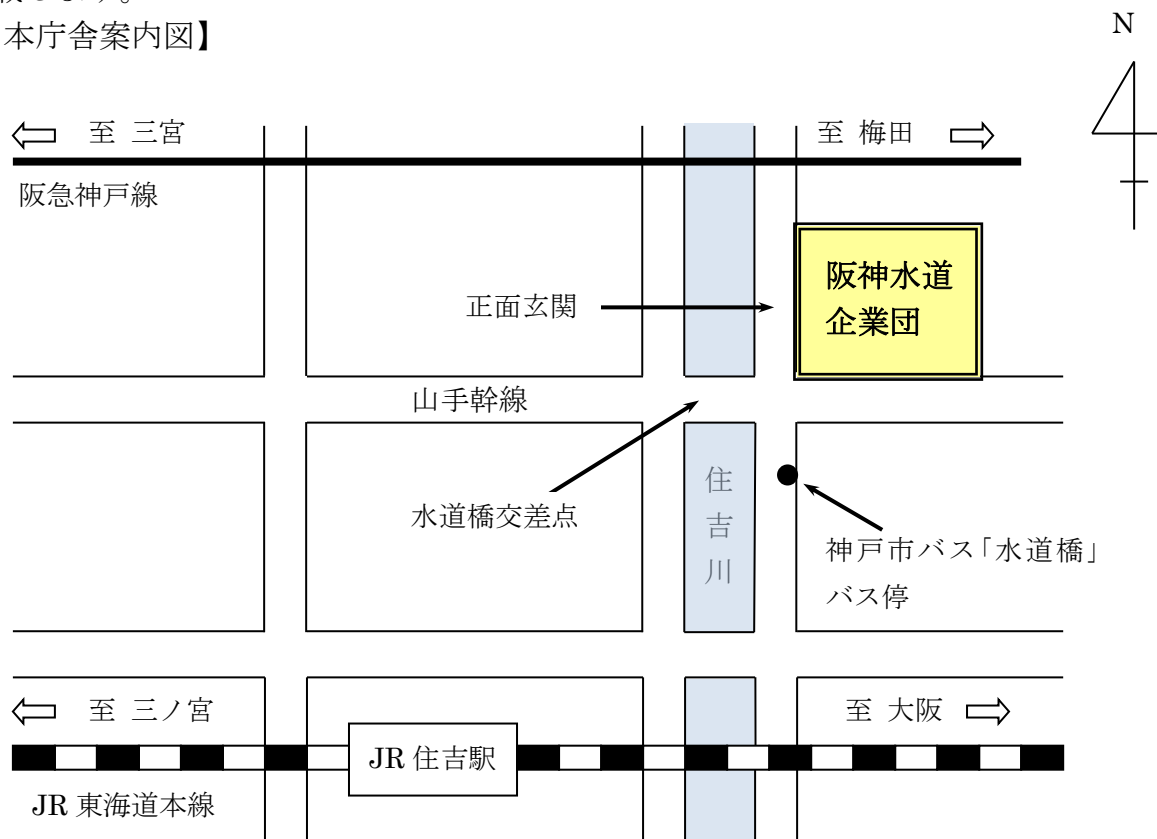 本庁舎案内図】
N
至 三宮
至 梅田
阪急神戸線
阪神水道
企業団
正面玄関
山手幹線
住吉川
水道橋交差点
神戸市バス「水道橋」
バス停
至 三ノ宮
至 大阪
JR 住吉駅
JR 東海道本線